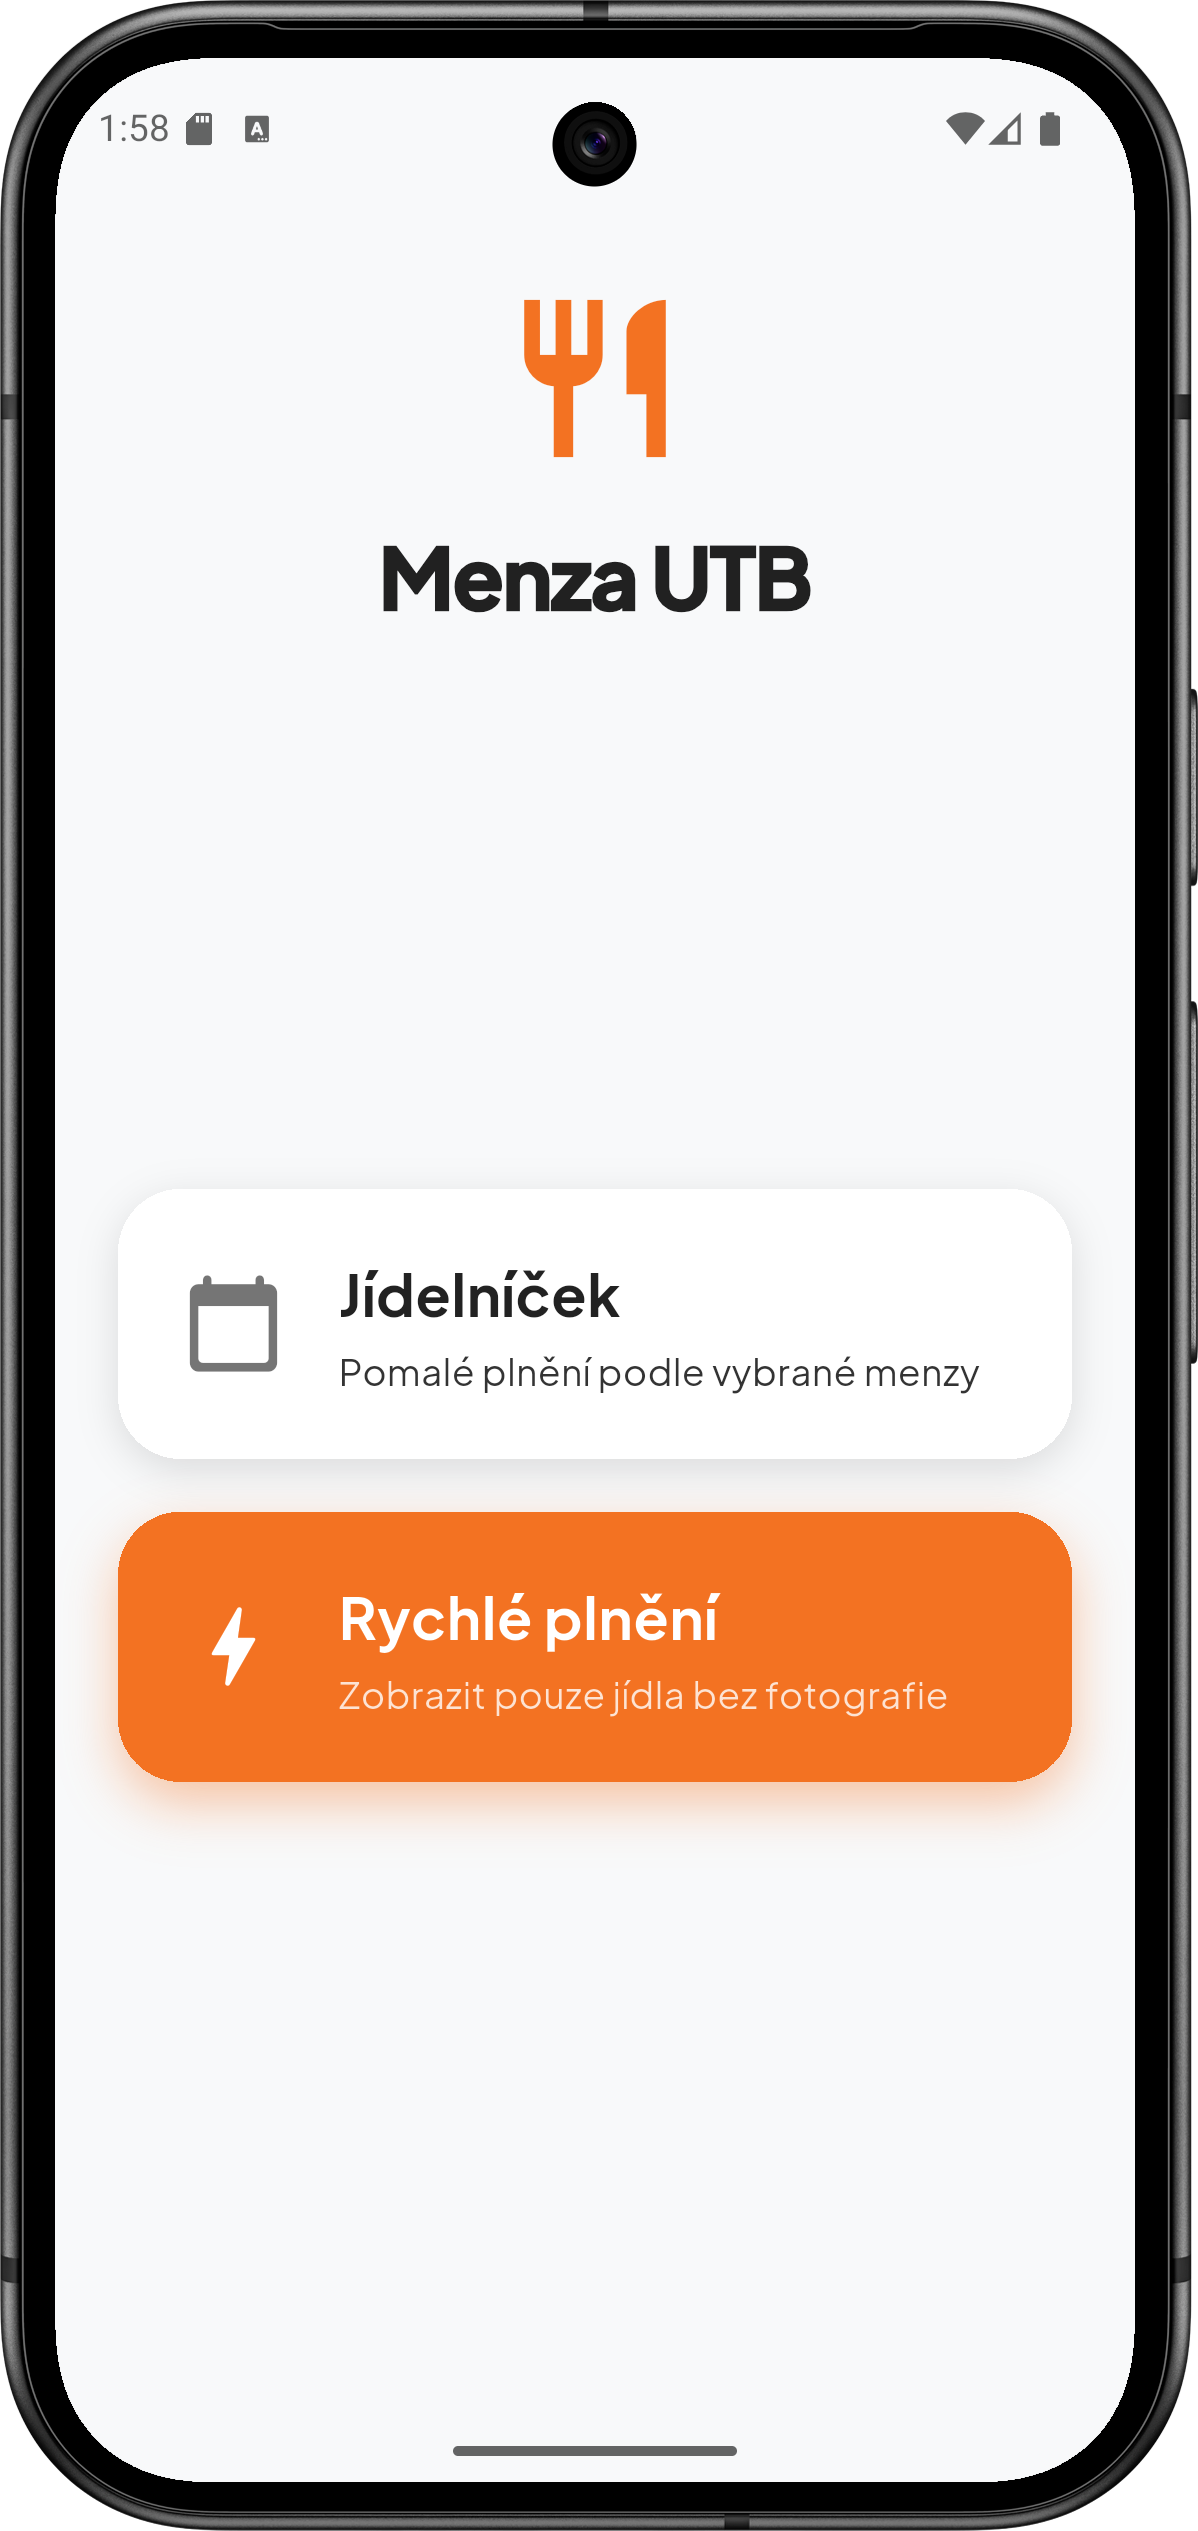 1:58
Menza UTB
Jídelníček
Pomalé plnění podle vybrané menzy
Rychlé plnění
Zobrazit pouze jídla bez fotografie